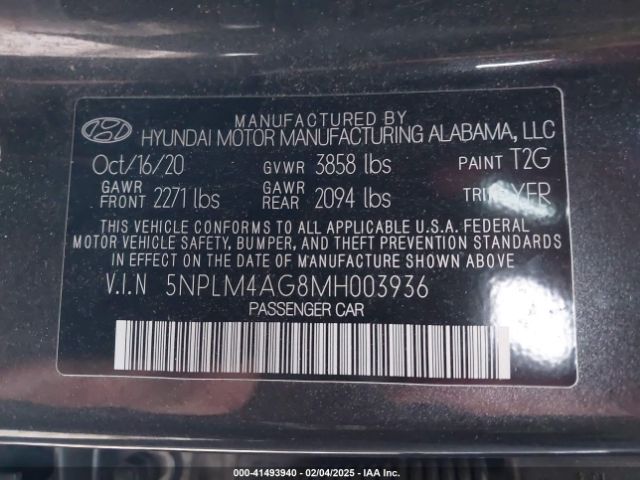 MANUFACTURED BY
HYUNDAI MOTOR MANUFACTURING ALABAMA, LLC
Oct/16/20 GVWR 3858 lbs PAINT T2G
GAWR FRONT 2271 lbs GAWR REAR 2094 lbs TRIM YFR
THIS VEHICLE CONFORMS TO ALL APPLICABLE U.S.A. FEDERAL
MOTOR VEHICLE SAFETY, BUMPER, AND THEFT PREVENTION STANDARDS
IN EFFECT ON THE DATE OF MANUFACTURE SHOWN ABOVE
V.I.N 5NPLM4AG8MH003936
PASSENGER CAR
000-41493940 - 02/04/2025 - IAA Inc.